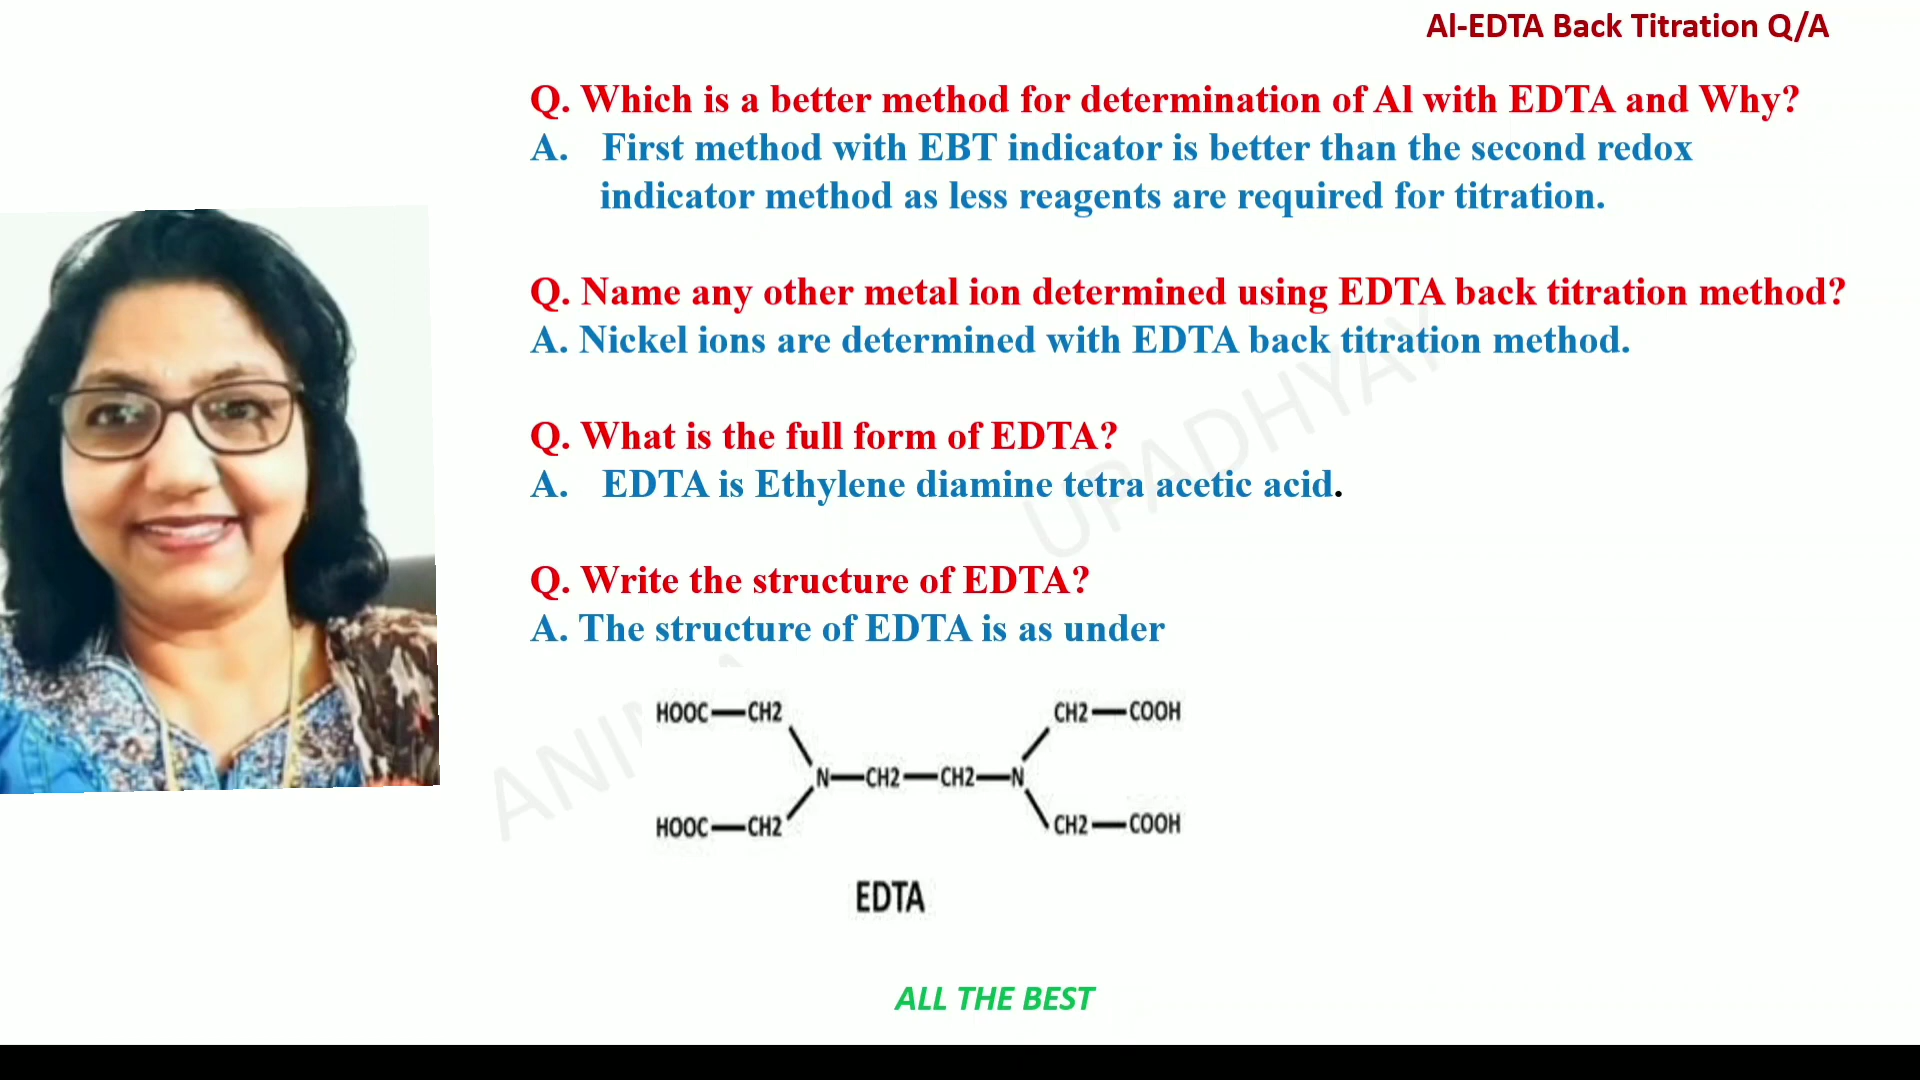 Al-EDTA Back Titration Q/A
Q. Which is a better method for determination of Al with EDTA and Why?
A. First method with EBT indicator is better than the second redox
indicator method as less reagents are required for titration.
Q. Name any other metal ion determined using EDTA back titration method?
A. Nickel ions are determined with EDTA back titration method.
Q. What is the full form of EDTA?
A. EDTA is Ethylene diamine tetra acetic acid.
Q. Write the structure of EDTA?
A. The structure of EDTA is as under
HOOC—CH2 CH2—COOH
N—CH2—CH2—N
HOOC—CH2 CH2—COOH
EDTA
ALL THE BEST
UPADHYAY